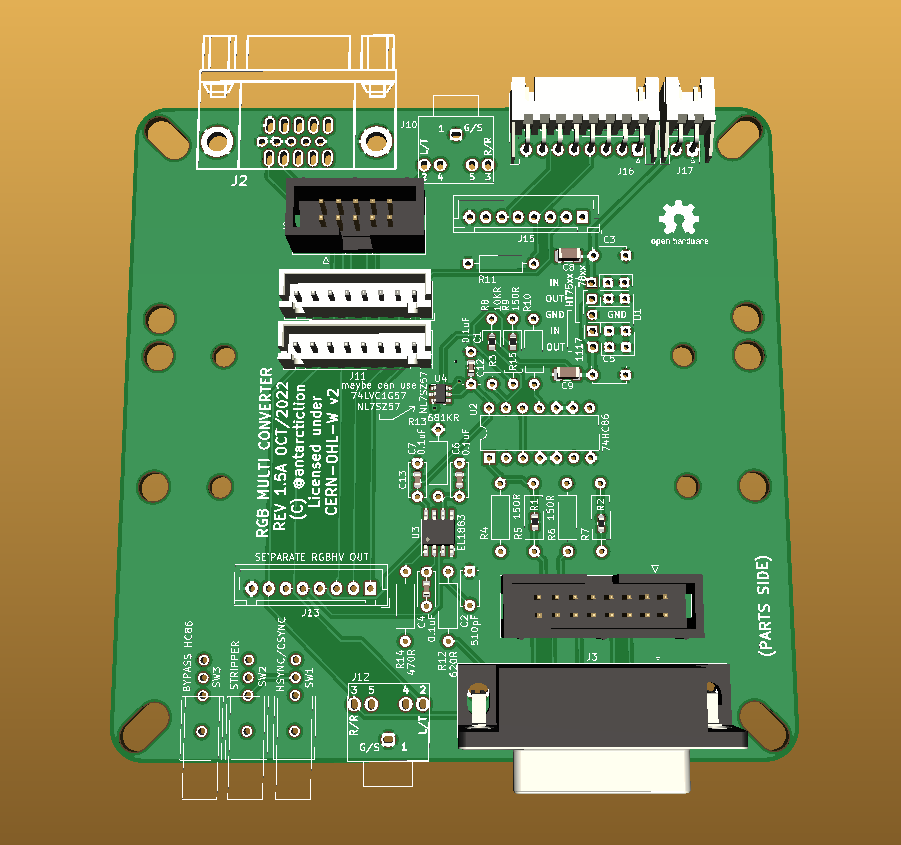 J10
1
G/S
L/T
R/R
2
4
5
3
J2
J16
J17
J15
open hardware
C3
C8
R11
IN
OUT
GND
IN
OUT
HT75xx
78xx
1117
GND
U1
C5
C9
R8
10KR
R9
150R
R10
0.1uF
C1
C12
R3
R15
J11
maybe can use
74LVC1G57
NL7SZ57
U4
NL7SZ57
R13
681KR
U2
74HC86
RGB MULTI CONVERTER
REV 1.5A OCT/2022
(C) @antarcticlion
Licensed under
CERN-OHL-W v2
C7
0.1uF
C6
0.1uF
C13
U3
EL1883
R4
R5
150R
R1
R6
150R
R7
R2
SEPARATE RGBHV OUT
J13
C4
0.1uF
C2
510pF
R14
470R
R12
620R
(PARTS SIDE)
BYPASS HC86
SW3
STRIPPER
SW2
HSYNC/CSYNC
SW1
J12
3
5
4
2
R/R
L/T
G/S
1
J3